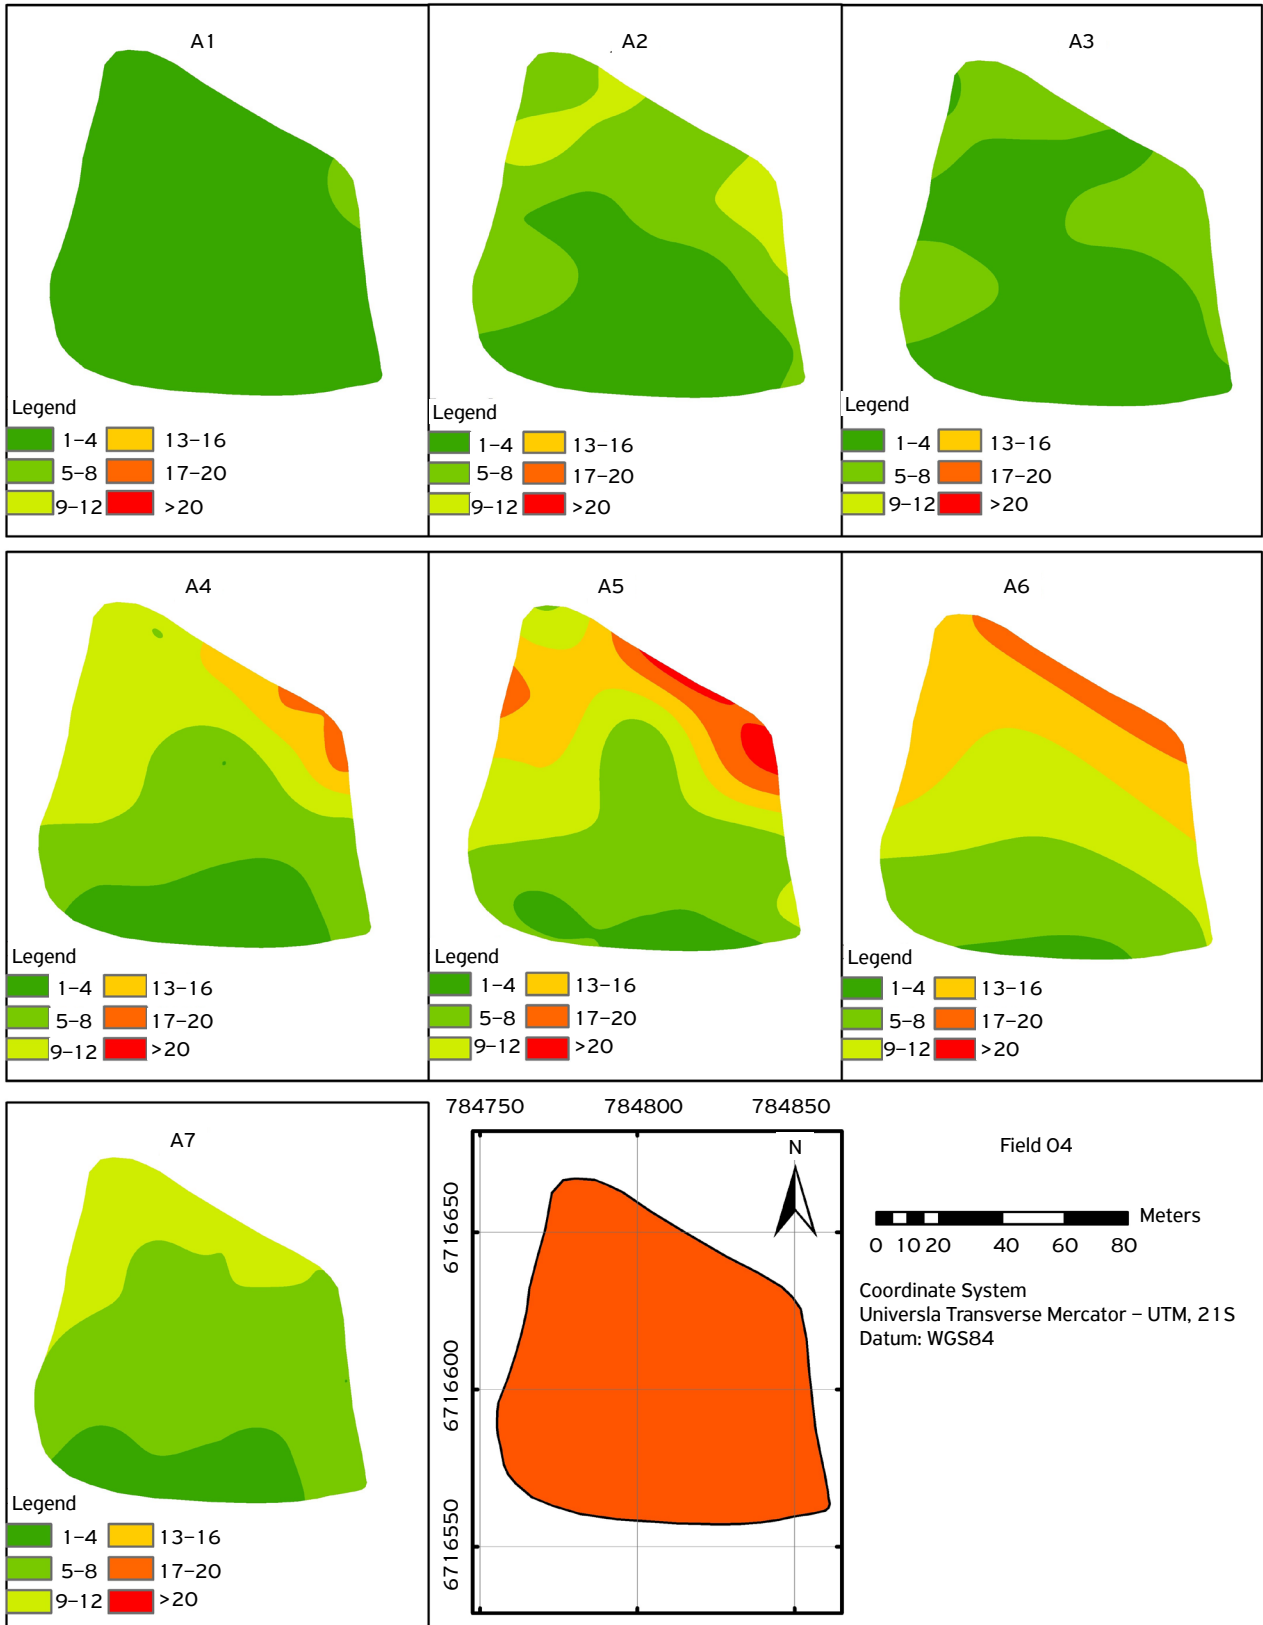 A1
Legend
1–4 13–16
5–8 17–20
9–12 >20
A2
Legend
1–4 13–16
5–8 17–20
9–12 >20
A3
Legend
1–4 13–16
5–8 17–20
9–12 >20
A4
Legend
1–4 13–16
5–8 17–20
9–12 >20
A5
Legend
1–4 13–16
5–8 17–20
9–12 >20
A6
Legend
1–4 13–16
5–8 17–20
9–12 >20
A7
Legend
1–4 13–16
5–8 17–20
9–12 >20
784750 784800 784850
6716650
6716600
6716550
N
Field 04
Meters
0 10 20 40 60 80
Coordinate System
Universla Transverse Mercator – UTM, 21S
Datum: WGS84